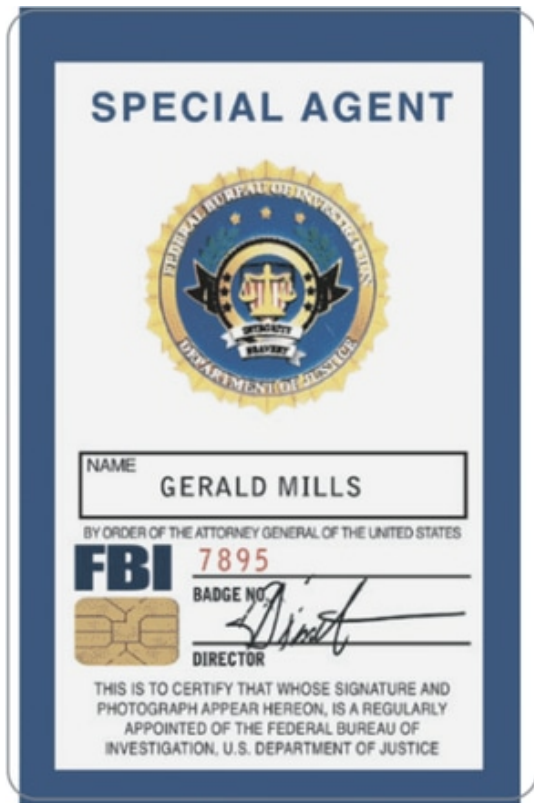 SPECIAL AGENT
FEDERAL BUREAU OF INVESTIGATION
INTEGRITY
BRAVERY
DEPARTMENT OF JUSTICE
NAME
GERALD MILLS
BY ORDER OF THE ATTORNEY GENERAL OF THE UNITED STATES
FBI
7895
BADGE NO.
DIRECTOR
THIS IS TO CERTIFY THAT WHOSE SIGNATURE AND
PHOTOGRAPH APPEAR HEREON, IS A REGULARLY
APPOINTED OF THE FEDERAL BUREAU OF
INVESTIGATION, U.S. DEPARTMENT OF JUSTICE